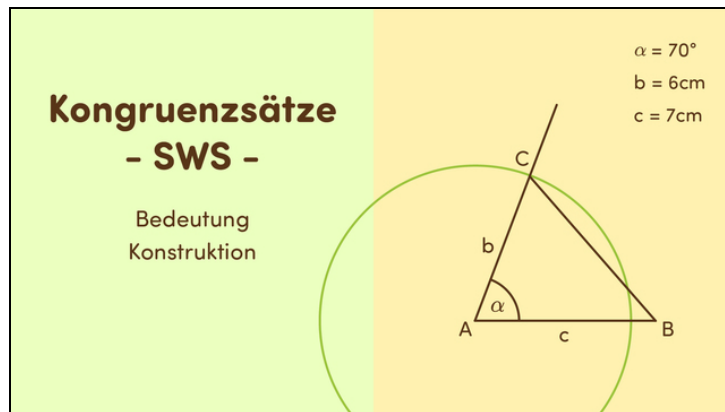 Kongruenzsätze
- SWS -
Bedeutung
Konstruktion
α = 70°
b = 6cm
c = 7cm
C
b
α
A
B
c